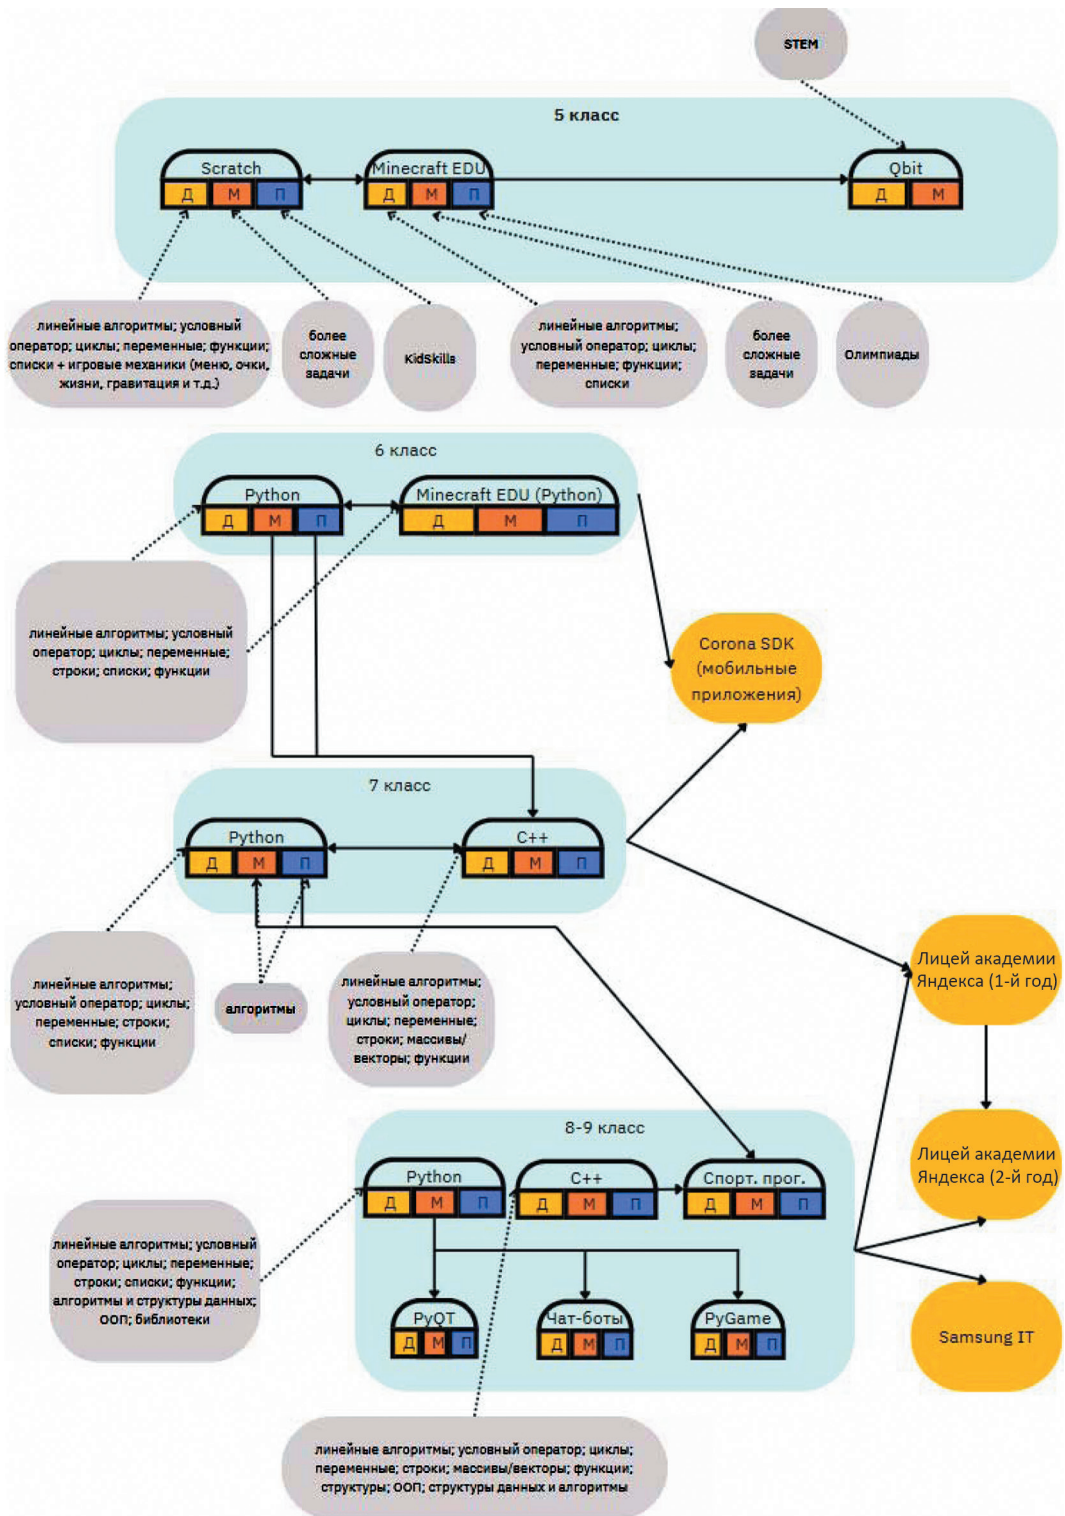 STEM
5 класс
Scratch
Minecraft EDU
Qbit
Д М П
Д М П
Д М
линейные алгоритмы; условный
оператор; циклы; переменные; функции;
списки + игровые механики (меню, очки,
жизни, гравитация и т.д.)
более
сложные
задачи
KidSkills
линейные алгоритмы;
условный оператор; циклы;
переменные; функции;
списки
более
сложные
задачи
Олимпиады
6 класс
Python
Minecraft EDU (Python)
Д М П
Д М П
линейные алгоритмы; условный
оператор; циклы; переменные;
строки; списки; функции
Corona SDK
(мобильные
приложения)
7 класс
Python
C++
Д М П
Д М П
линейные алгоритмы;
условный оператор; циклы;
переменные; строки;
списки; функции
алгоритмы
линейные алгоритмы;
условный оператор;
циклы; переменные;
строки; массивы/
векторы; функции
Лицей академии
Яндекса (1-й год)
8-9 класс
Python
C++
Спорт. прог.
Д М П
Д М П
Д М П
Лицей академии
Яндекса (2-й год)
линейные алгоритмы; условный
оператор; циклы; переменные;
строки; списки; функции;
алгоритмы и структуры данных;
ООП; библиотеки
PyQT
Чат-боты
PyGame
Д М П
Д М П
Д М П
Samsung IT
линейные алгоритмы; условный оператор; циклы;
переменные; строки; массивы/векторы; функции;
структуры; ООП; структуры данных и алгоритмы